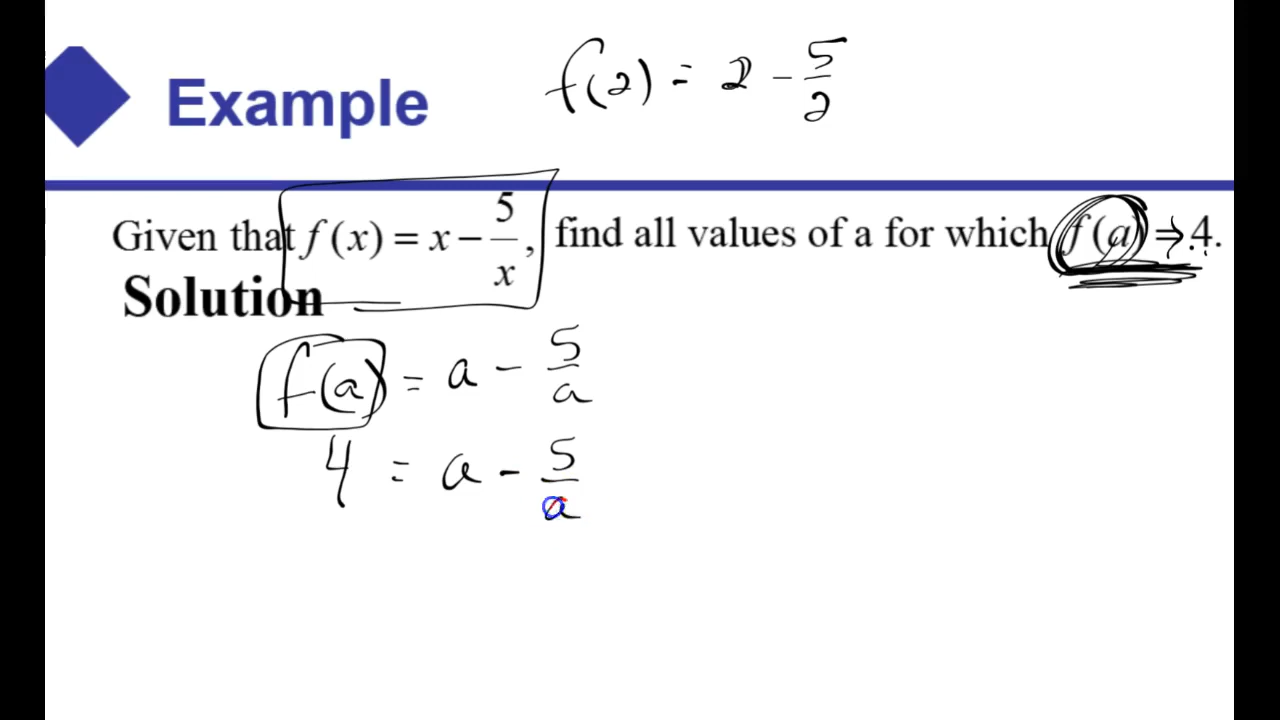 f(2) = 2 - 5/2
Example
Given that f(x) = x - 5/x, find all values of a for which f(a) = 4.
Solution
f(a) = a - 5/a
4 = a - 5/a